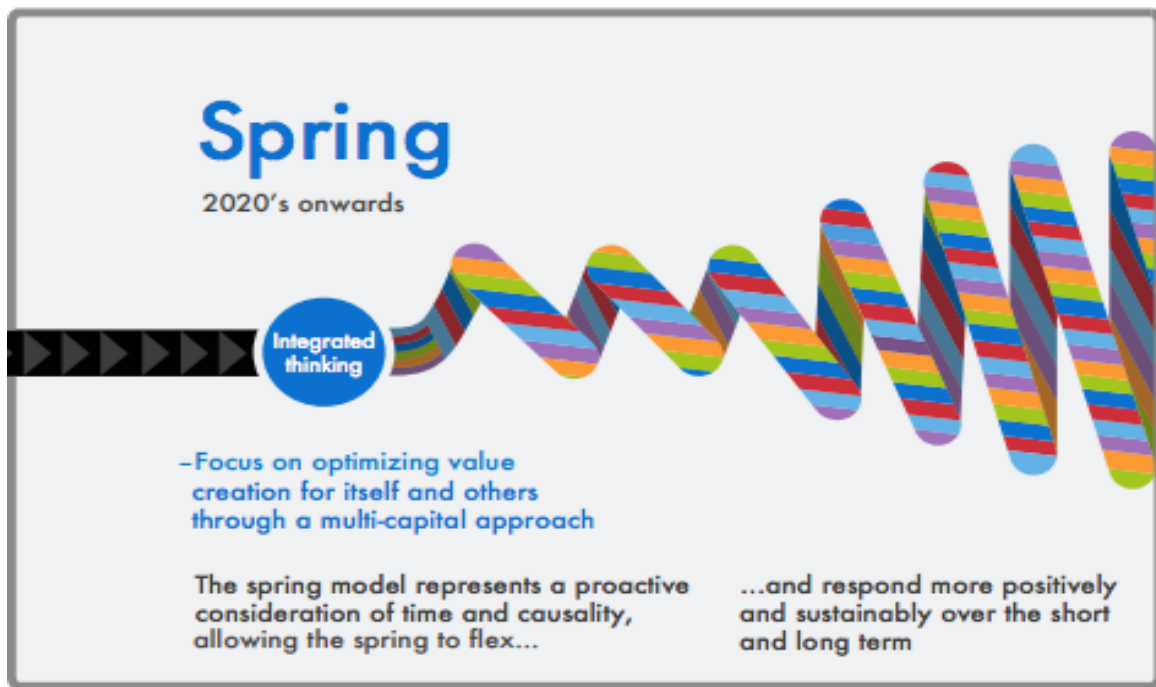 Spring
2020's onwards
Integrated
thinking
–Focus on optimizing value
creation for itself and others
through a multi-capital approach
The spring model represents a proactive
consideration of time and causality,
allowing the spring to flex...
...and respond more positively
and sustainably over the short
and long term